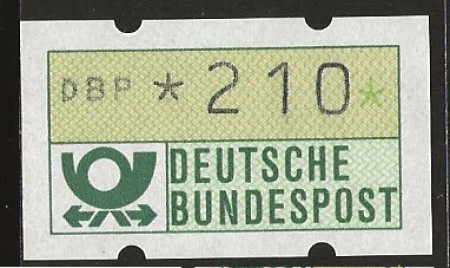 DBP *210*
DEUTSCHE
BUNDESPOST